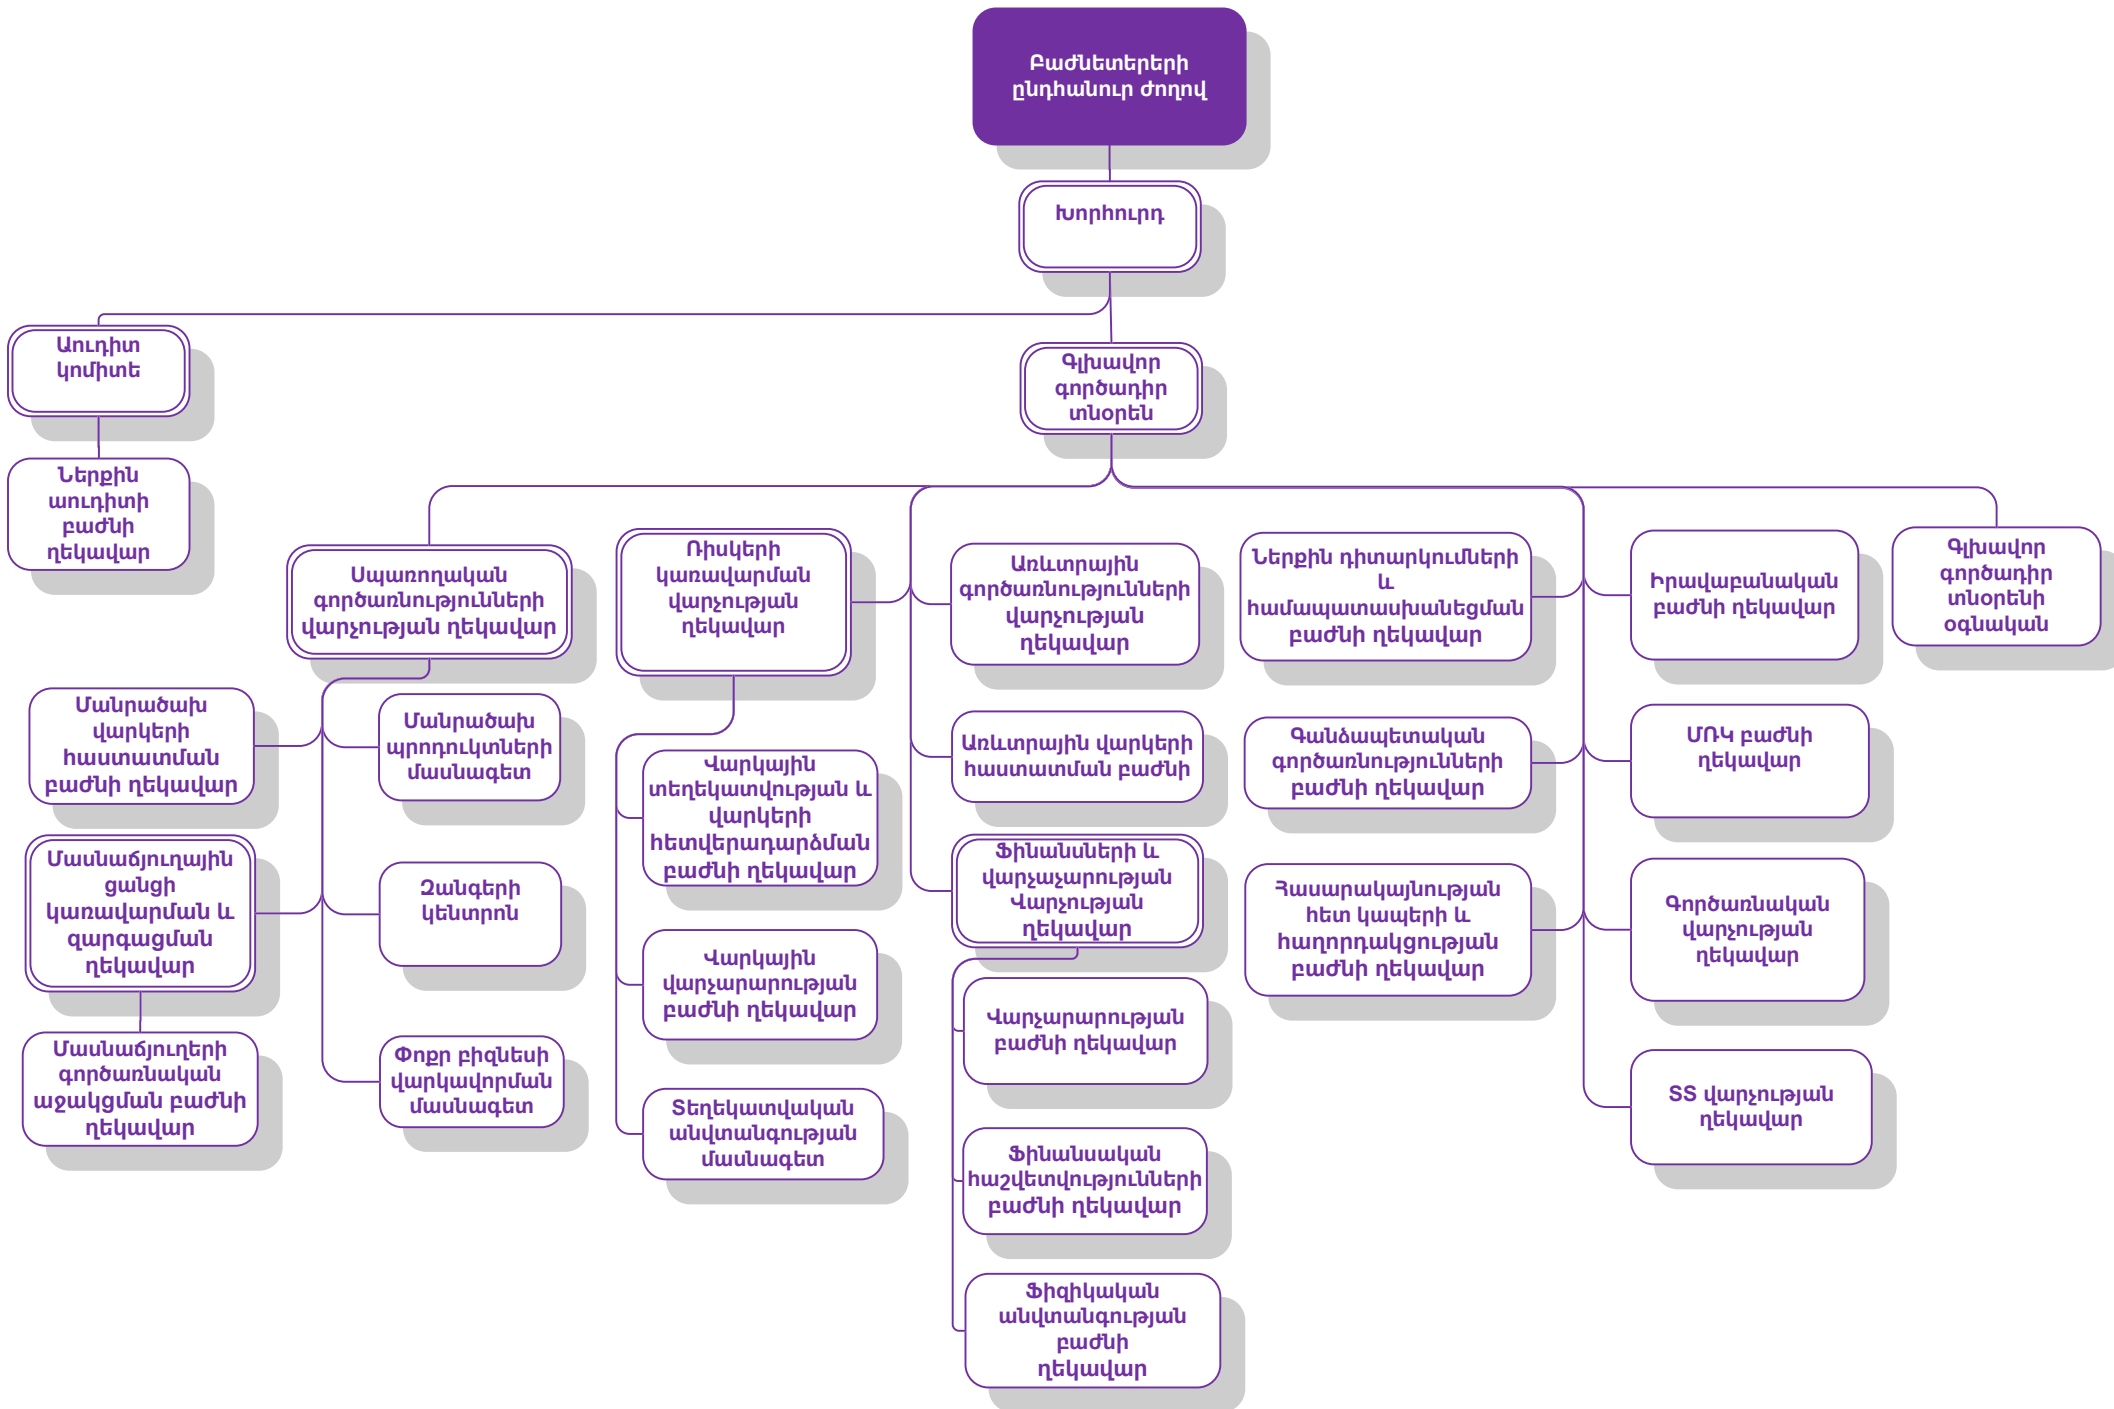 Բաժնետերերի
ընդհանուր ժողով
Խորհուրդ
Աուդիտ
կոմիտե
Գլխավոր
գործադիր
տնօրեն
Ներքին
աուդիտի
բաժնի
ղեկավար
Սպառողական
գործառնությունների
վարչության ղեկավար
Ռիսկերի
կառավարման
վարչության
ղեկավար
Առևտրային
գործառնությունների
վարչության
ղեկավար
Ներքին դիտարկումների
և
համապատասխանեցման
բաժնի ղեկավար
Իրավաբանական
բաժնի ղեկավար
Գլխավոր
գործադիր
տնօրենի
օգնական
Մանրածախ
վարկերի
հաստատման
բաժնի ղեկավար
Մանրածախ
պրոդուկտների
մասնագետ
Վարկային
տեղեկատվության և
վարկերի
հետվերադարձման
բաժնի ղեկավար
Առևտրային վարկերի
հաստատման բաժնի
Գանձապետական
գործառնությունների
բաժնի ղեկավար
ՄՌԿ բաժնի
ղեկավար
Մասնաճյուղային
ցանցի
կառավարման և
զարգացման
ղեկավար
Զանգերի
կենտրոն
Վարկային
վարչարարության
բաժնի ղեկավար
Ֆինանսների և
վարչաչարության
Վարչության
ղեկավար
Հասարակայնության
հետ կապերի և
հաղորդակցության
բաժնի ղեկավար
Գործառնական
վարչության
ղեկավար
Մասնաճյուղերի
գործառնական
աջակցման բաժնի
ղեկավար
Փոքր բիզնեսի
վարկավորման
մասնագետ
Տեղեկատվական
անվտանգության
մասնագետ
Վարչարարության
բաժնի ղեկավար
ՏՏ վարչության
ղեկավար
Ֆինանսական
հաշվետվությունների
բաժնի ղեկավար
Ֆիզիկական
անվտանգության
բաժնի
ղեկավար